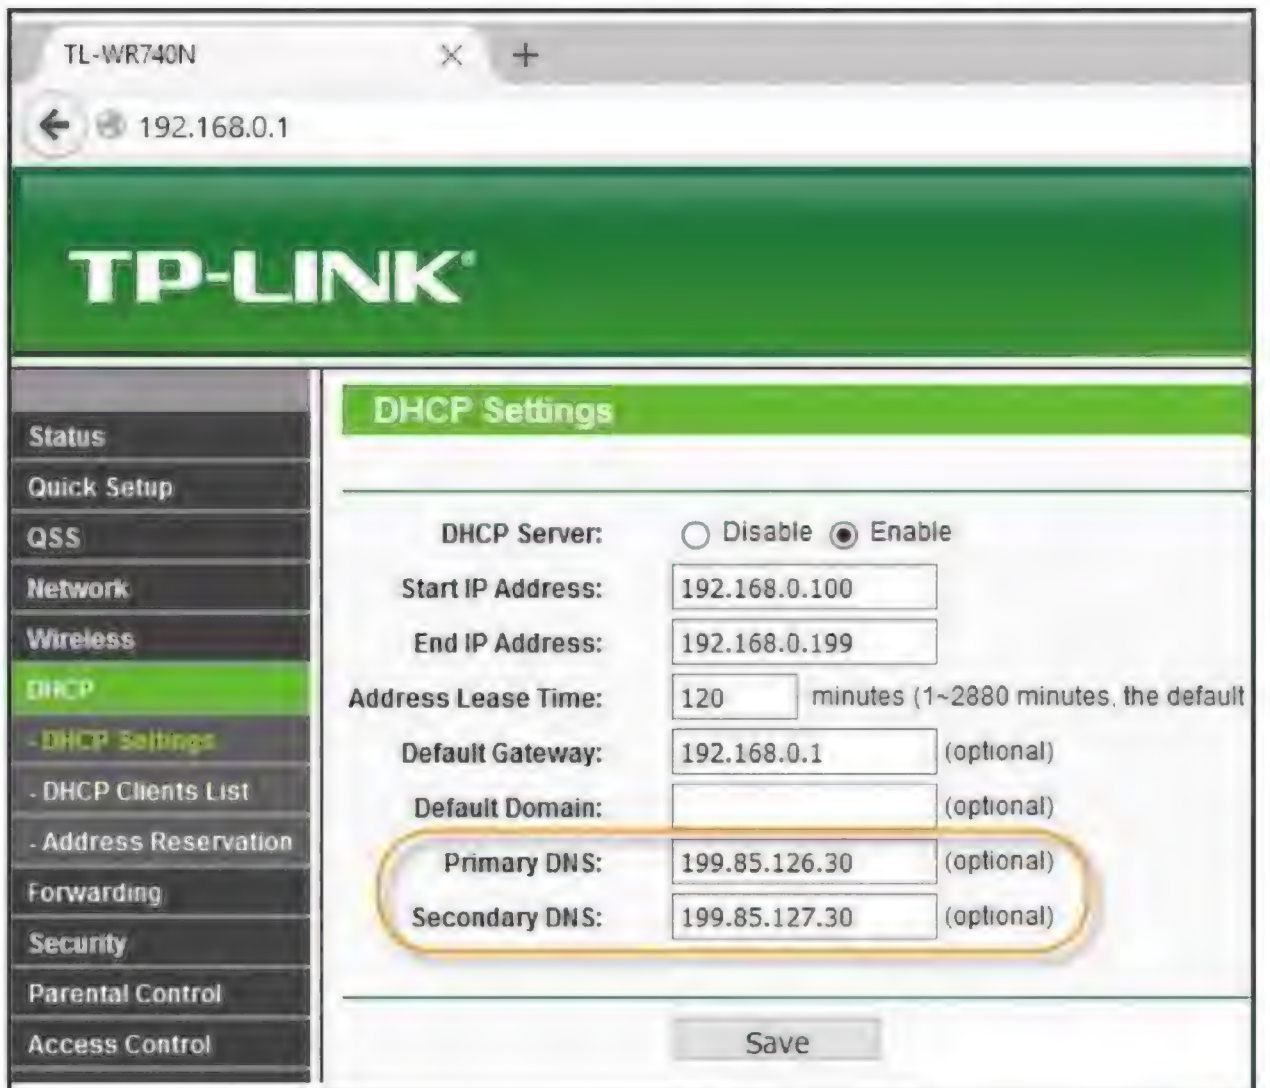 TL-WR740N
192.168.0.1
TP-LINK
DHCP Settings
Status
Quick Setup
QSS
Network
Wireless
DHCP
- DHCP Settings
- DHCP Clients List
- Address Reservation
Forwarding
Security
Parental Control
Access Control
DHCP Server: Disable Enable
Start IP Address: 192.168.0.100
End IP Address: 192.168.0.199
Address Lease Time: 120 minutes (1~2880 minutes, the default
Default Gateway: 192.168.0.1 (optional)
Default Domain: (optional)
Primary DNS: 199.85.126.30 (optional)
Secondary DNS: 199.85.127.30 (optional)
Save